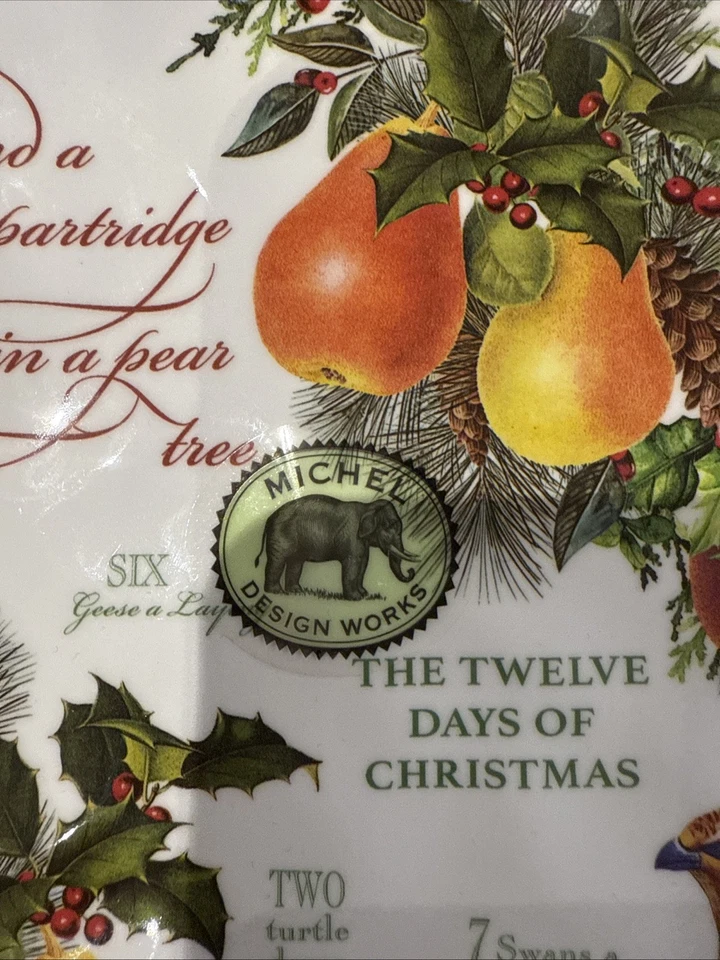 and a
partridge
in a pear
tree
MICHEL
DESIGN WORKS
SIX
Geese a Lay
THE TWELVE
DAYS OF
CHRISTMAS
TWO
turtle
7 Swans a